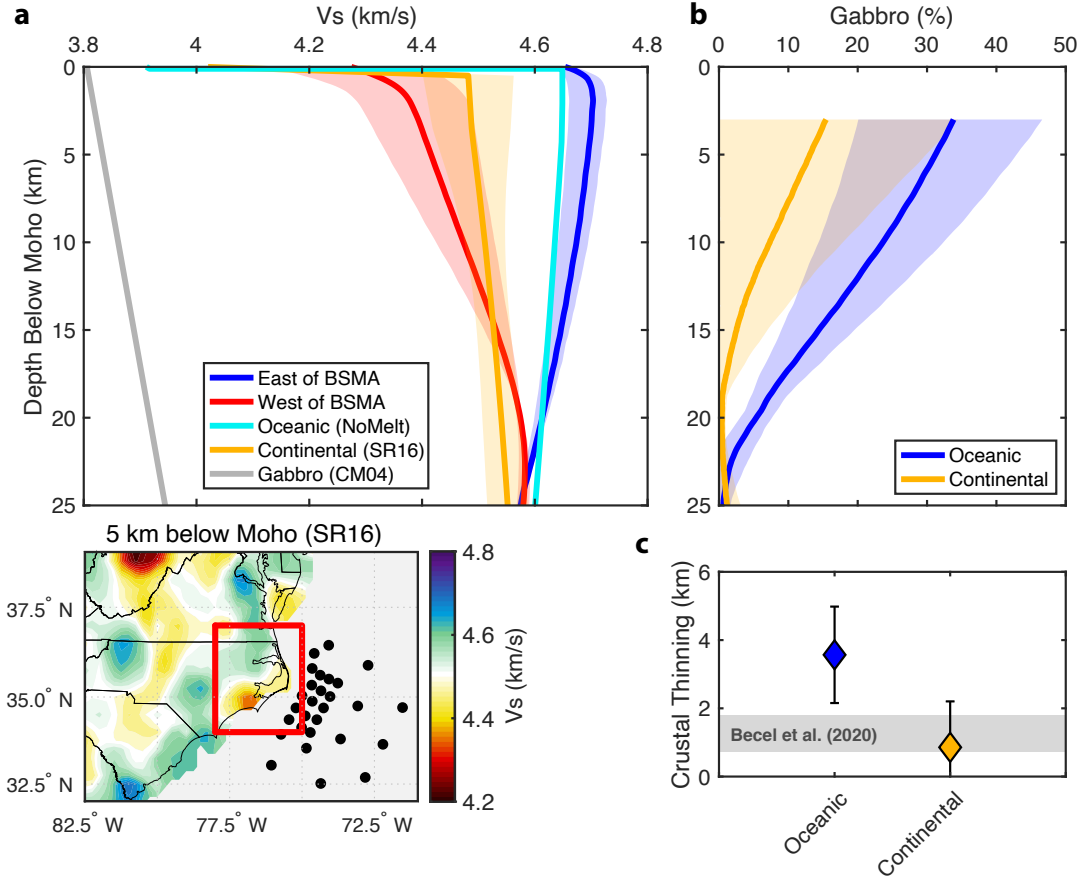 a
Vs (km/s)
3.8 4 4.2 4.4 4.6 4.8
0
5
10
15
20
25
Depth Below Moho (km)
East of BSMA
West of BSMA
Oceanic (NoMelt)
Continental (SR16)
Gabbro (CM04)
b
Gabbro (%)
0 10 20 30 40 50
0
5
10
15
20
25
Oceanic
Continental
5 km below Moho (SR16)
37.5° N
35.0° N
32.5° N
82.5° W 77.5° W 72.5° W
4.8
4.6
4.4
4.2
Vs (km/s)
c
Crustal Thinning (km)
6
4
2
0
Becel et al. (2020)
Oceanic
Continental